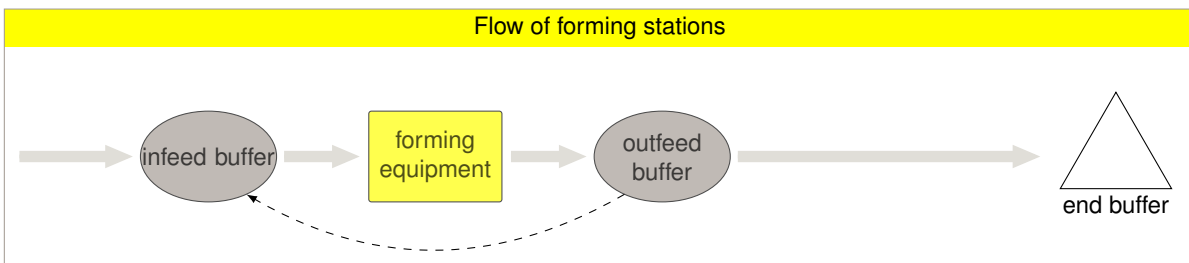 Flow of forming stations
infeed buffer
forming
equipment
outfeed
buffer
end buffer